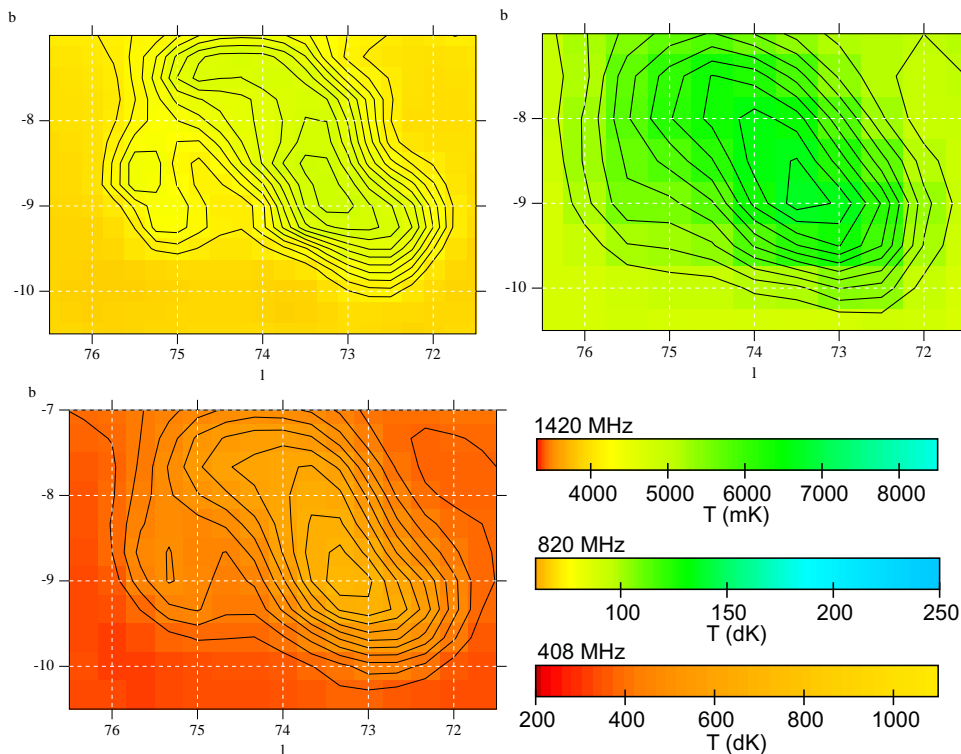 b
-8
-9
-10
76 75 74 73 72
l
b
-8
-9
-10
76 75 74 73 72
l
b
-7
-8
-9
-10
76 75 74 73 72
l
1420 MHz
4000 5000 6000 7000 8000
T (mK)
820 MHz
100 150 200 250
T (dK)
408 MHz
200 400 600 800 1000
T (dK)